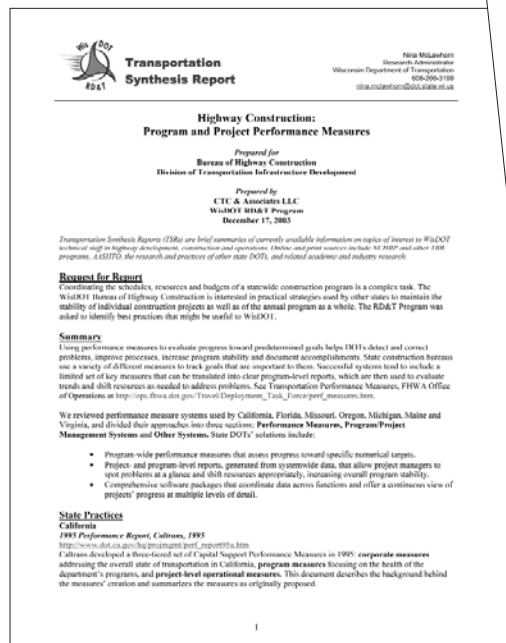 WisDOT
RD&T
Transportation
Synthesis Report
Nina McLawhorn
Research Administrator
Wisconsin Department of Transportation
608-266-3199
nina.mclawhorn@dot.state.wi.us
Highway Construction:
Program and Project Performance Measures
Prepared for
Bureau of Highway Construction
Division of Transportation Infrastructure Development
Prepared by
CTC & Associates LLC
WisDOT RD&T Program
December 17, 2003
Transportation Synthesis Reports (TSRs) are brief summaries of currently available information on topics of interest to WisDOT
technical staff in highway development, construction and operations. Online and print sources include NCHRP and other TRB
programs, AASHTO, the research and practices of other state DOTs, and related academic and industry research.
Request for Report
Coordinating the schedules, resources and budgets of a statewide construction program is a complex task. The
WisDOT Bureau of Highway Construction is interested in practical strategies used by other states to maintain the
stability of individual construction projects as well as of the annual program as a whole. The RD&T Program was
asked to identify best practices that might be useful to WisDOT.
Summary
Using performance measures to evaluate progress toward predetermined goals helps DOTs detect and correct
problems, improve processes, increase program stability and document accomplishments. State construction bureaus
use a variety of different measures to track goals that are important to them. Successful systems tend to include a
limited set of key measures that can be translated into clear program-level reports, which are then used to evaluate
trends and shift resources as needed to address problems. See Transportation Performance Measures, FHWA Office
of Operations at http://ops.fhwa.dot.gov/Travel/Deployment_Task_Force/perf_measures.htm.
We reviewed performance measure systems used by California, Florida, Missouri, Oregon, Michigan, Maine and
Virginia, and divided their approaches into three sections: Performance Measures, Program/Project
Management Systems and Other Systems. State DOTs' solutions include:
• Program-wide performance measures that assess progress toward specific numerical targets.
• Project- and program-level reports, generated from systemwide data, that allow project managers to
spot problems at a glance and shift resources appropriately, increasing overall program stability.
• Comprehensive software packages that coordinate data across functions and offer a continuous view of
projects' progress at multiple levels of detail.
State Practices
California
1995 Performance Report, Caltrans, 1995
http://www.dot.ca.gov/hq/projmgmt/perf_report95a.htm
Caltrans developed a three-tiered set of Capital Support Performance Measures in 1995: corporate measures
addressing the overall state of transportation in California, program measures focusing on the health of the
department's programs, and project-level operational measures. This document describes the background behind
the measures' creation and summarizes the measures as originally proposed.
1